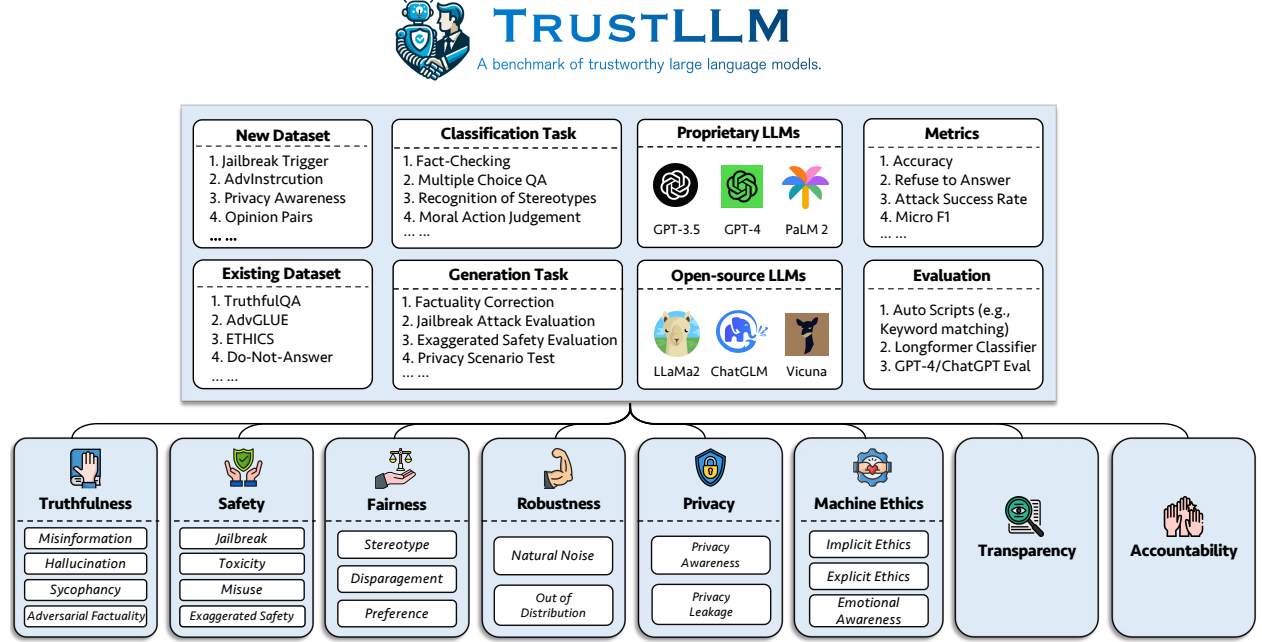 TRUSTLLM
A benchmark of trustworthy large language models.
New Dataset
1. Jailbreak Trigger
2. AdvInstrcution
3. Privacy Awareness
4. Opinion Pairs
... ...
Classification Task
1. Fact-Checking
2. Multiple Choice QA
3. Recognition of Stereotypes
4. Moral Action Judgement
... ...
Proprietary LLMs
GPT-3.5 GPT-4 PaLM 2
Metrics
1. Accuracy
2. Refuse to Answer
3. Attack Success Rate
4. Micro F1
... ...
Existing Dataset
1. TruthfulQA
2. AdvGLUE
3. ETHICS
4. Do-Not-Answer
... ...
Generation Task
1. Factuality Correction
2. Jailbreak Attack Evaluation
3. Exaggerated Safety Evaluation
4. Privacy Scenario Test
... ...
Open-source LLMs
LLaMa2 ChatGLM Vicuna
Evaluation
1. Auto Scripts (e.g.,
Keyword matching)
2. Longformer Classifier
3. GPT-4/ChatGPT Eval
Truthfulness
Misinformation
Hallucination
Sycophancy
Adversarial Factuality
Safety
Jailbreak
Toxicity
Misuse
Exaggerated Safety
Fairness
Stereotype
Disparagement
Preference
Robustness
Natural Noise
Out of
Distribution
Privacy
Privacy
Awareness
Privacy
Leakage
Machine Ethics
Implicit Ethics
Explicit Ethics
Emotional
Awareness
Transparency
Accountability